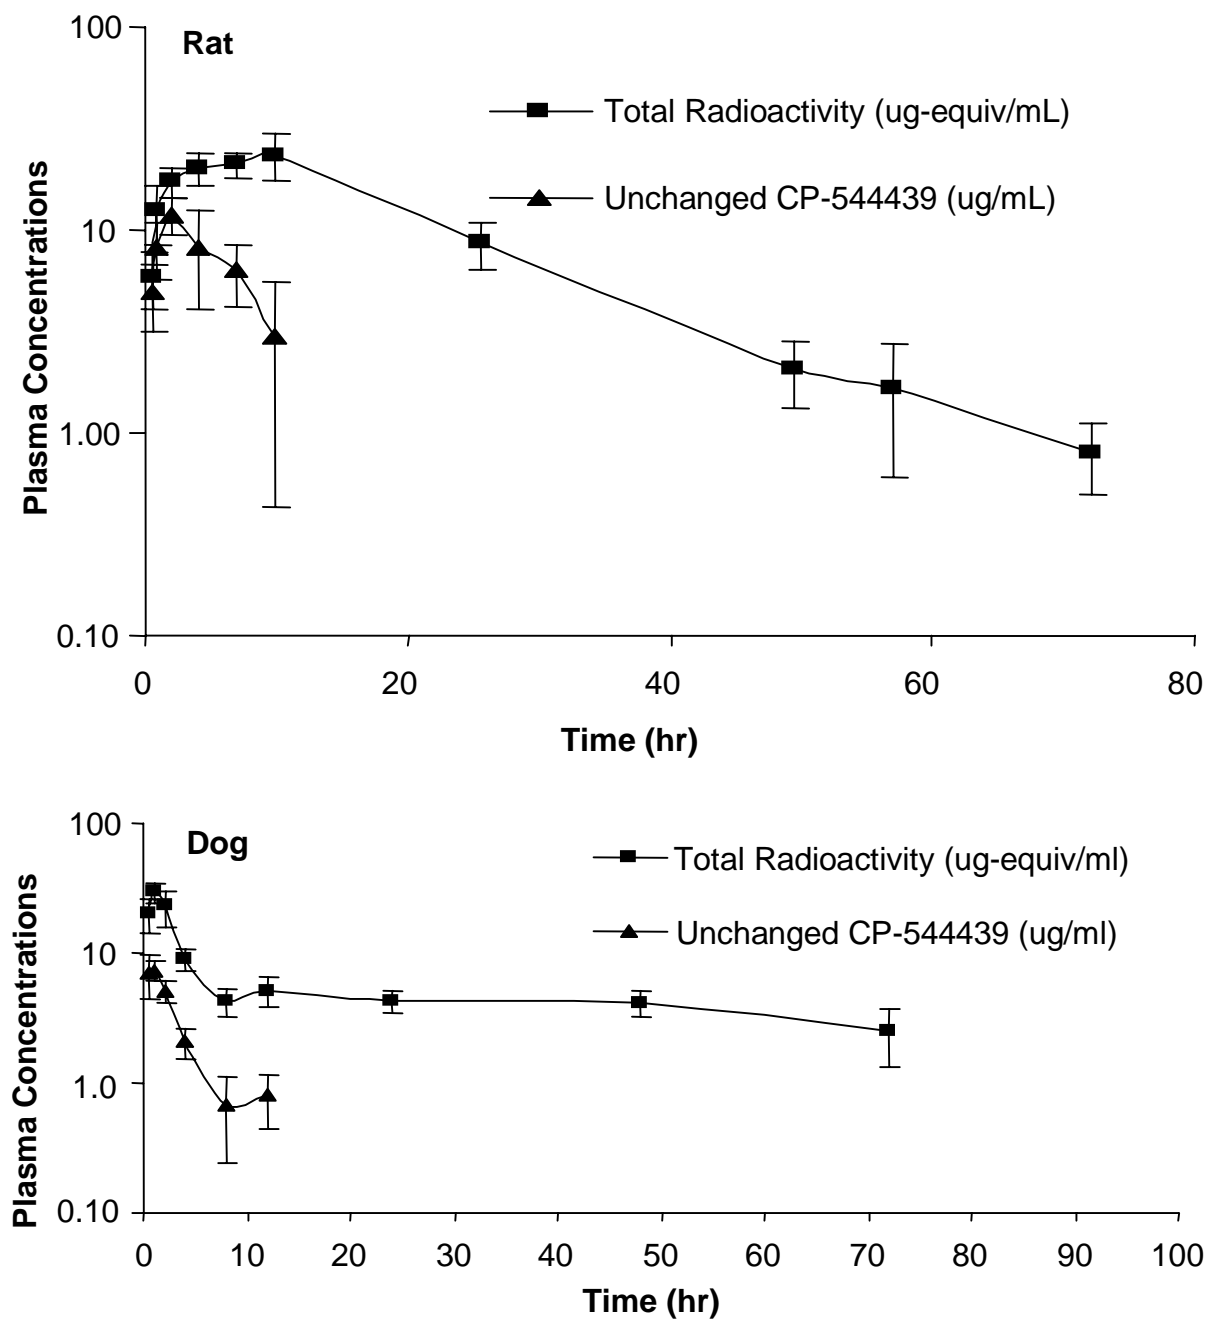 100
Rat
Total Radioactivity (ug-equiv/mL)
Unchanged CP-544439 (ug/mL)
10
1.00
0.10
Plasma Concentrations
0 20 40 60 80
Time (hr)
100
Dog
Total Radioactivity (ug-equiv/ml)
Unchanged CP-544439 (ug/ml)
10
1.0
0.10
Plasma Concentrations
0 10 20 30 40 50 60 70 80 90 100
Time (hr)